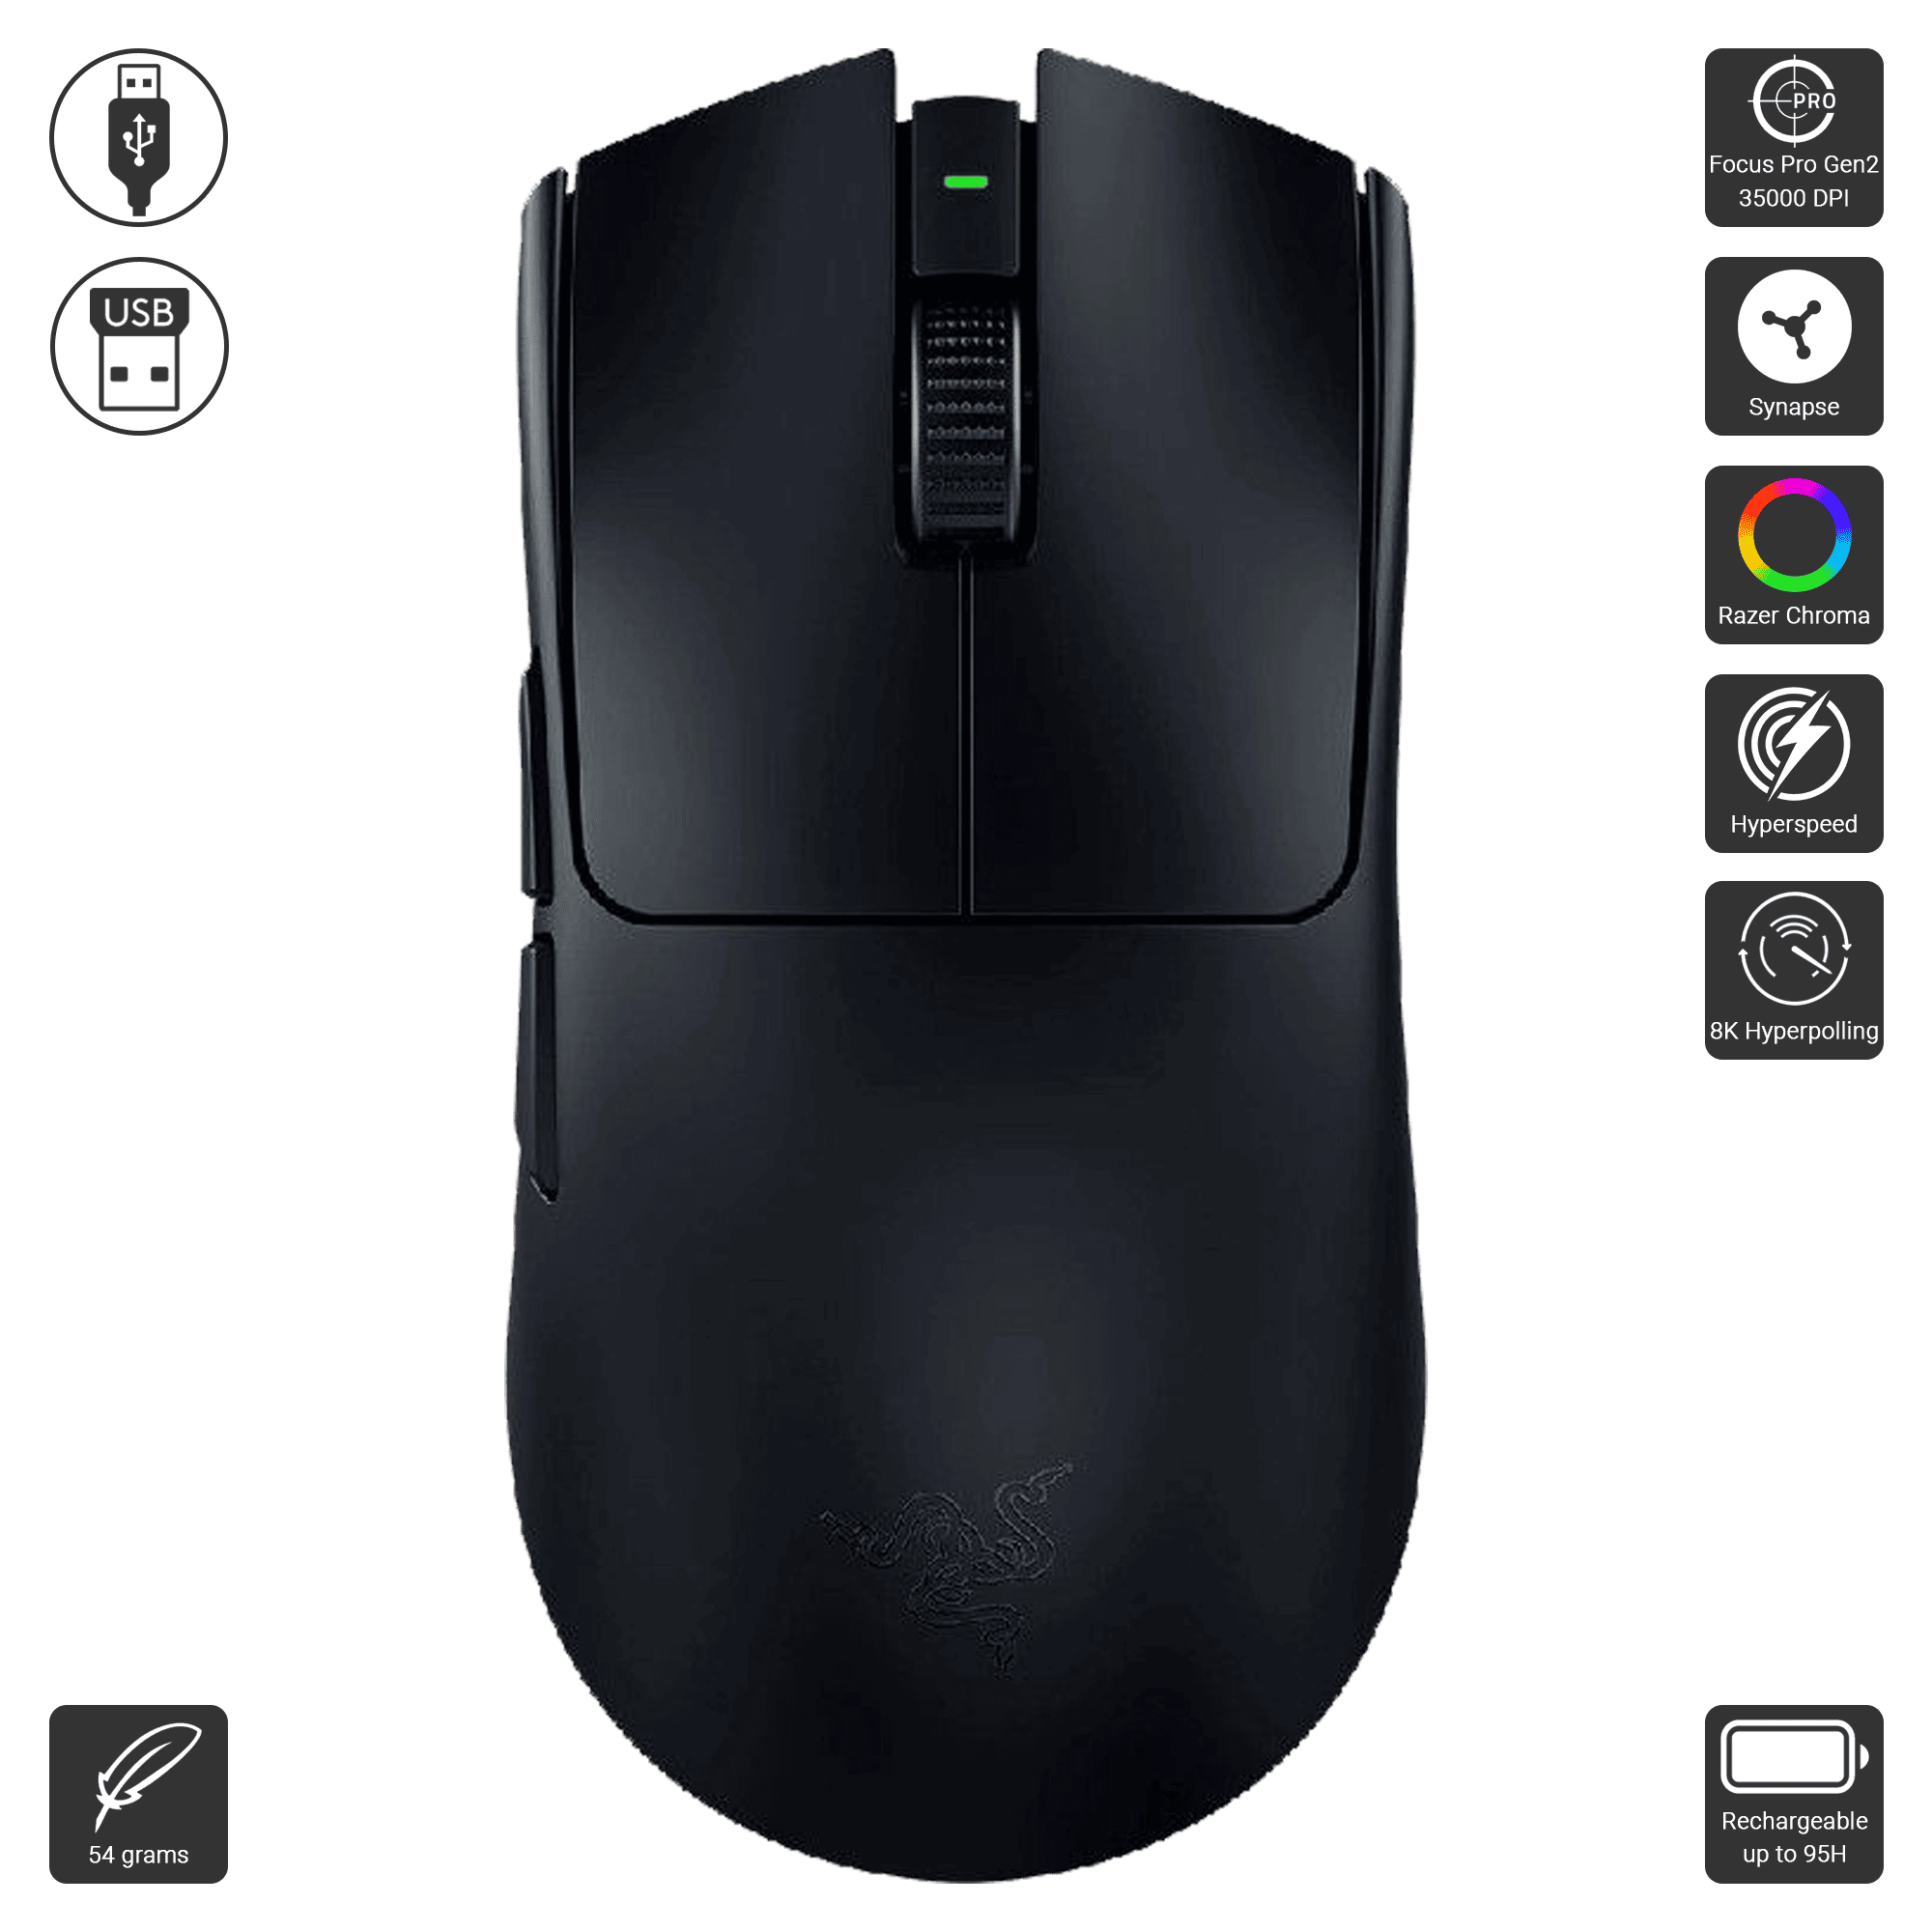 USB
PRO
Focus Pro Gen2
35000 DPI
Synapse
Razer Chroma
Hyperspeed
8K Hyperpolling
54 grams
Rechargeable
up to 95H